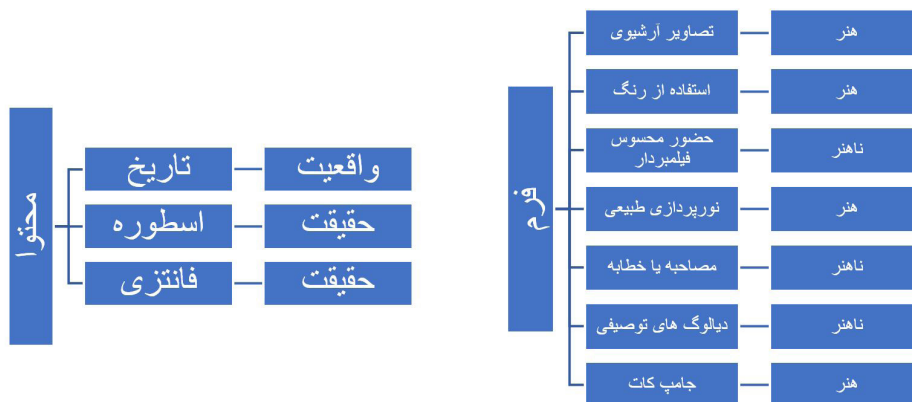 فرم
تصاویر آرشیوی
هنر
استفاده از رنگ
هنر
حضور محسوس
فیلمبردار
ناهنر
نورپردازی طبیعی
هنر
مصاحبه یا خطابه
ناهنر
دیالوگ های توصیفی
ناهنر
جامپ کات
هنر
محتوا
تاریخ
واقعیت
اسطوره
حقیقت
فانتزی
حقیقت